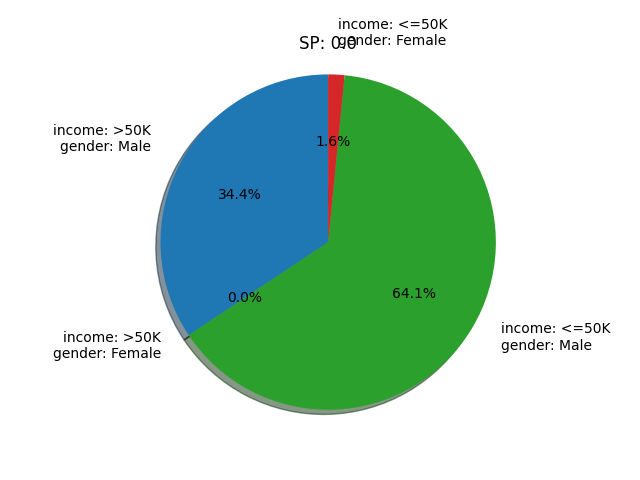 income: <=50K
gender: Female
SP: 0.0
income: >50K
gender: Male
1.6%
34.4%
64.1%
0.0%
income: >50K
gender: Female
income: <=50K
gender: Male